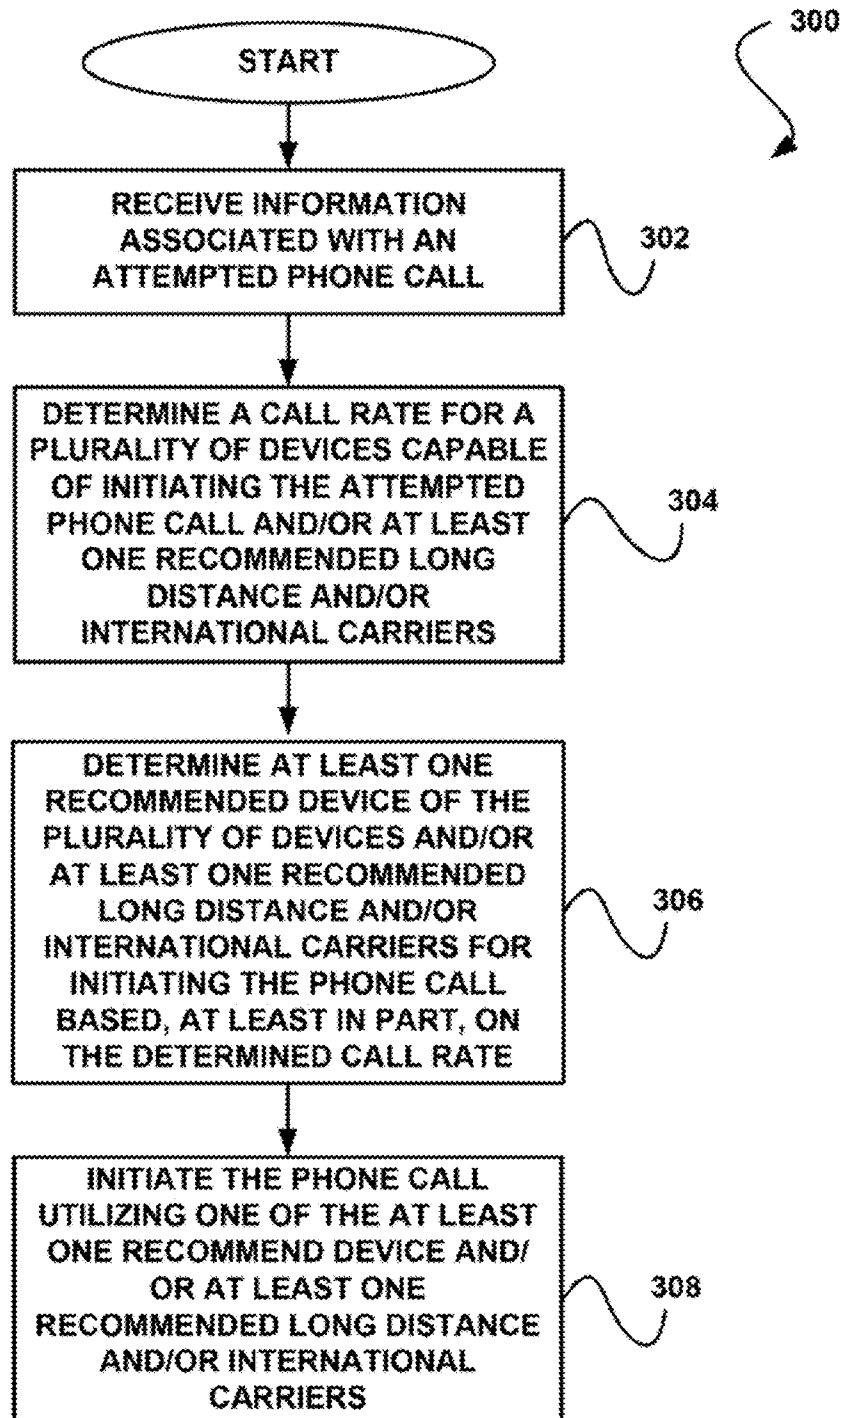 300
START
RECEIVE INFORMATION
ASSOCIATED WITH AN
ATTEMPTED PHONE CALL
302
DETERMINE A CALL RATE FOR A
PLURALITY OF DEVICES CAPABLE
OF INITIATING THE ATTEMPTED
PHONE CALL AND/OR AT LEAST
ONE RECOMMENDED LONG
DISTANCE AND/OR
INTERNATIONAL CARRIERS
304
DETERMINE AT LEAST ONE
RECOMMENDED DEVICE OF THE
PLURALITY OF DEVICES AND/OR
AT LEAST ONE RECOMMENDED
LONG DISTANCE AND/OR
INTERNATIONAL CARRIERS FOR
INITIATING THE PHONE CALL
BASED, AT LEAST IN PART, ON
THE DETERMINED CALL RATE
306
INITIATE THE PHONE CALL
UTILIZING ONE OF THE AT LEAST
ONE RECOMMEND DEVICE AND/
OR AT LEAST ONE
RECOMMENDED LONG DISTANCE
AND/OR INTERNATIONAL
CARRIERS
308